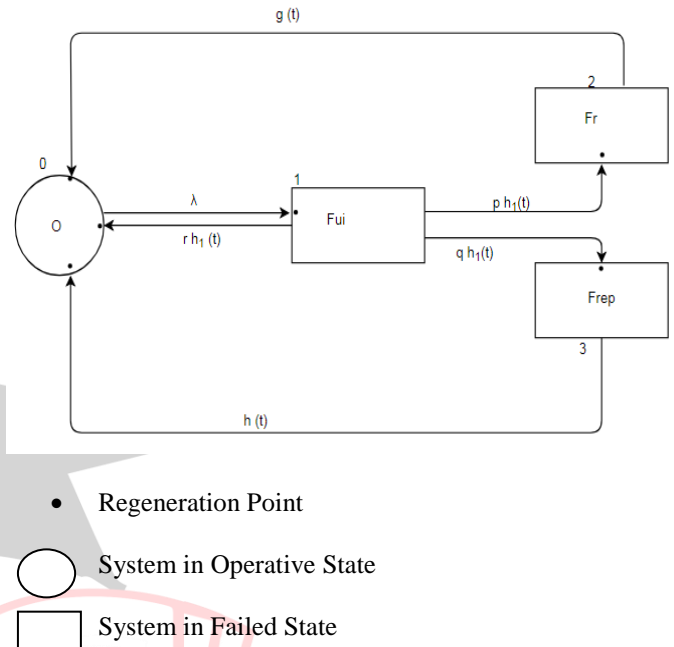 g (t)
2
Fr
0
λ
1
p h₁(t)
O
Fui
r h₁ (t)
q h₁(t)
Frep
3
h (t)
• Regeneration Point
System in Operative State
System in Failed State